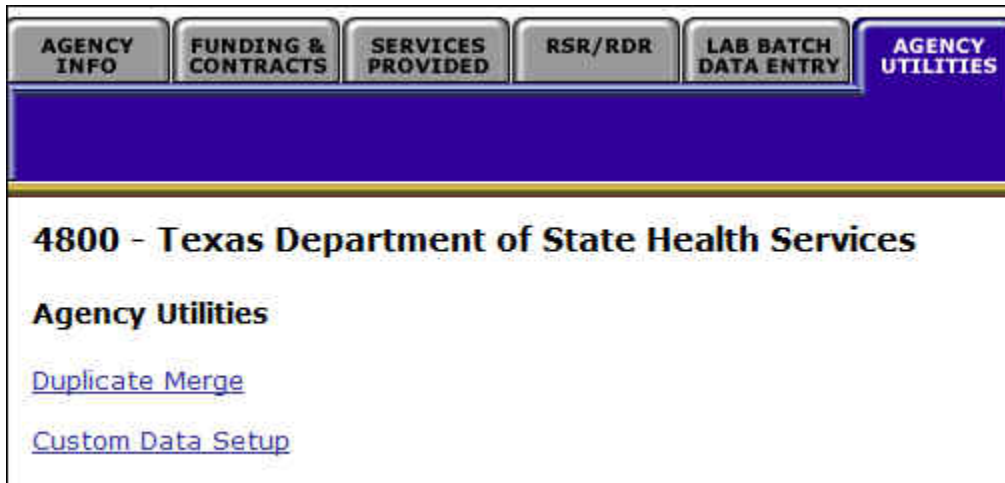 AGENCY INFO
FUNDING & CONTRACTS
SERVICES PROVIDED
RSR/RDR
LAB BATCH DATA ENTRY
AGENCY UTILITIES
4800 - Texas Department of State Health Services
Agency Utilities
Duplicate Merge
Custom Data Setup